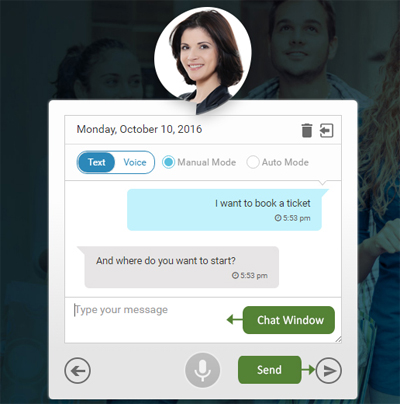 Monday, October 10, 2016
Text Voice Manual Mode Auto Mode
I want to book a ticket
5:53 pm
And where do you want to start?
5:53 pm
Type your message
Chat Window
Send